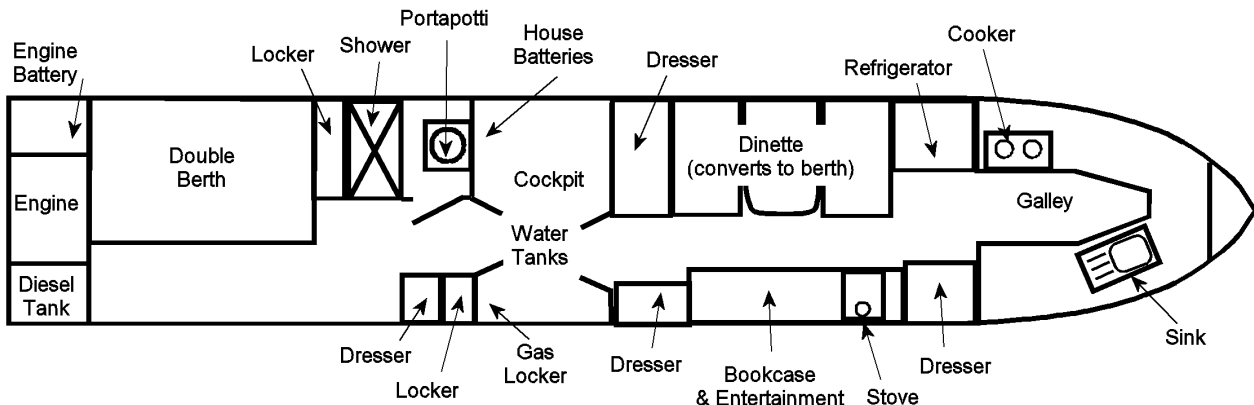 Portapotti
Engine
Battery
Locker
Shower
House
Batteries
Dresser
Refrigerator
Cooker
Double
Berth
Dinette
(converts to berth)
Cockpit
Engine
Galley
Water
Tanks
Diesel
Tank
Dresser
Locker
Gas
Locker
Dresser
Bookcase
& Entertainment
Stove
Dresser
Sink